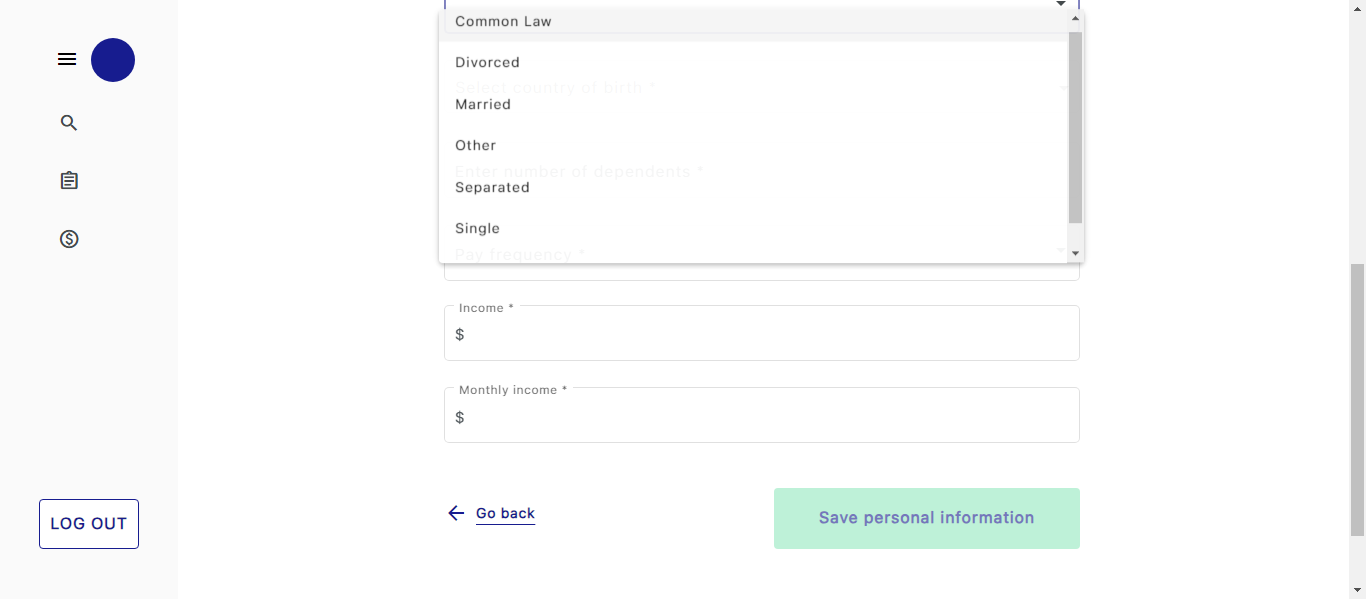 Common Law
Divorced
Select country of birth *
Married
Other
Enter number of dependents *
Separated
Single
Pay frequency *
Income *
$
Monthly income *
$
Go back
Save personal information
LOG OUT